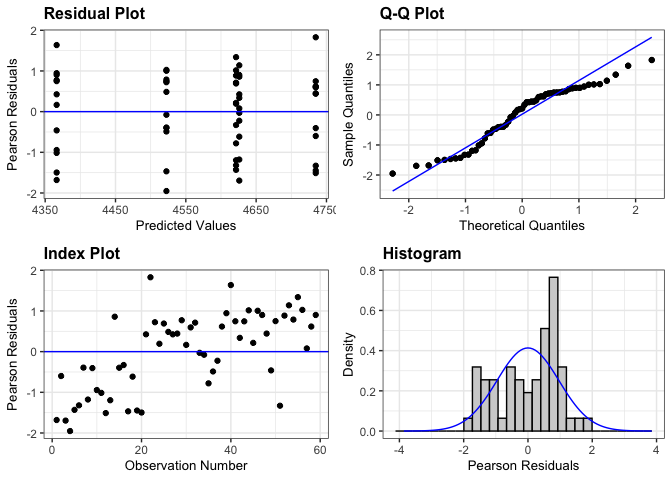 Residual Plot
2
1
0
-1
-2
Pearson Residuals
4350 4450 4550 4650 4750
Predicted Values
Q-Q Plot
2
1
0
-1
-2
Sample Quantiles
-2 -1 0 1 2
Theoretical Quantiles
Index Plot
2
1
0
-1
-2
Pearson Residuals
0 20 40 60
Observation Number
Histogram
0.8
0.6
0.4
0.2
0.0
Density
-4 -2 0 2 4
Pearson Residuals